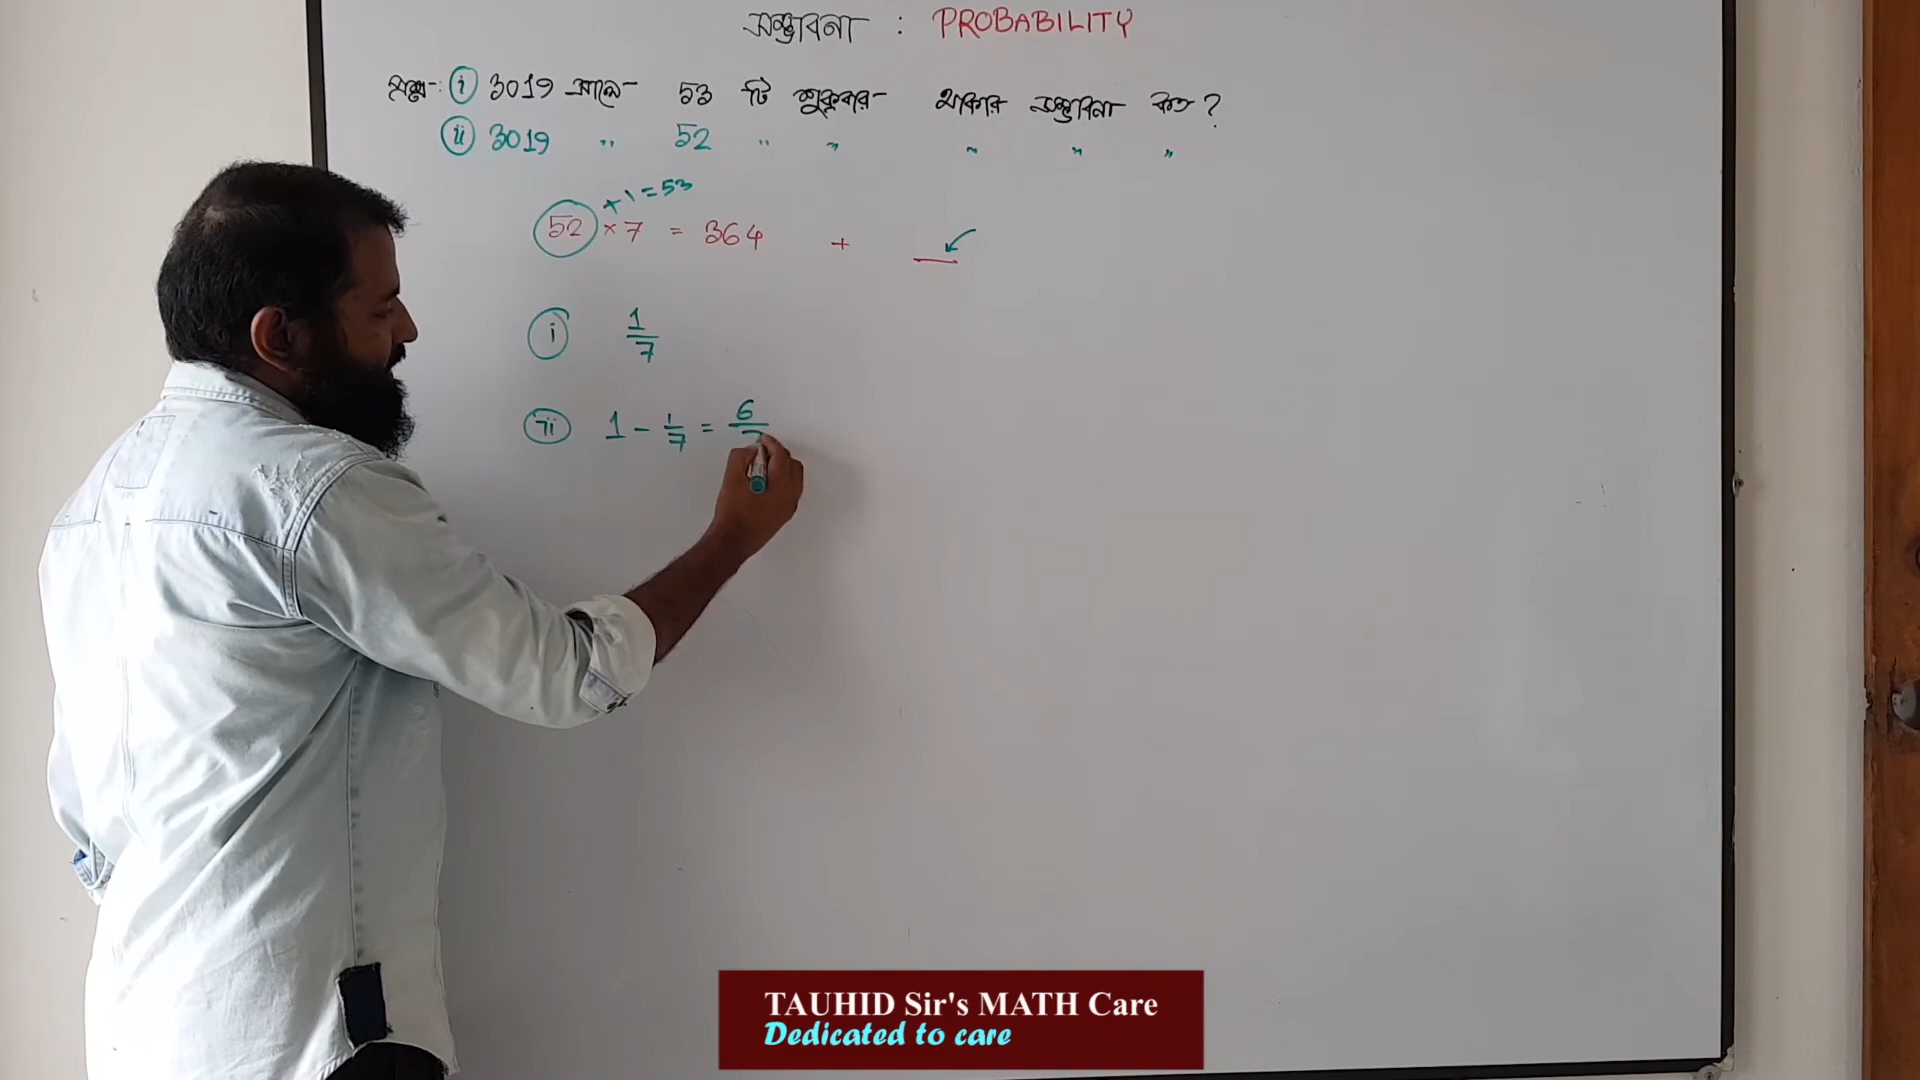 সম্ভাবনা : PROBABILITY
প্রশ্ন: i 3019 সালে 53 টি শুক্রবার থাকার সম্ভাবনা কত ?
ii 3019 " 52 " " " " "
+ 1 = 53
52 × 7 = 364 + __
i 1/7
ii 1 - 1/7 = 6/7
TAUHID Sir's MATH Care
Dedicated to care